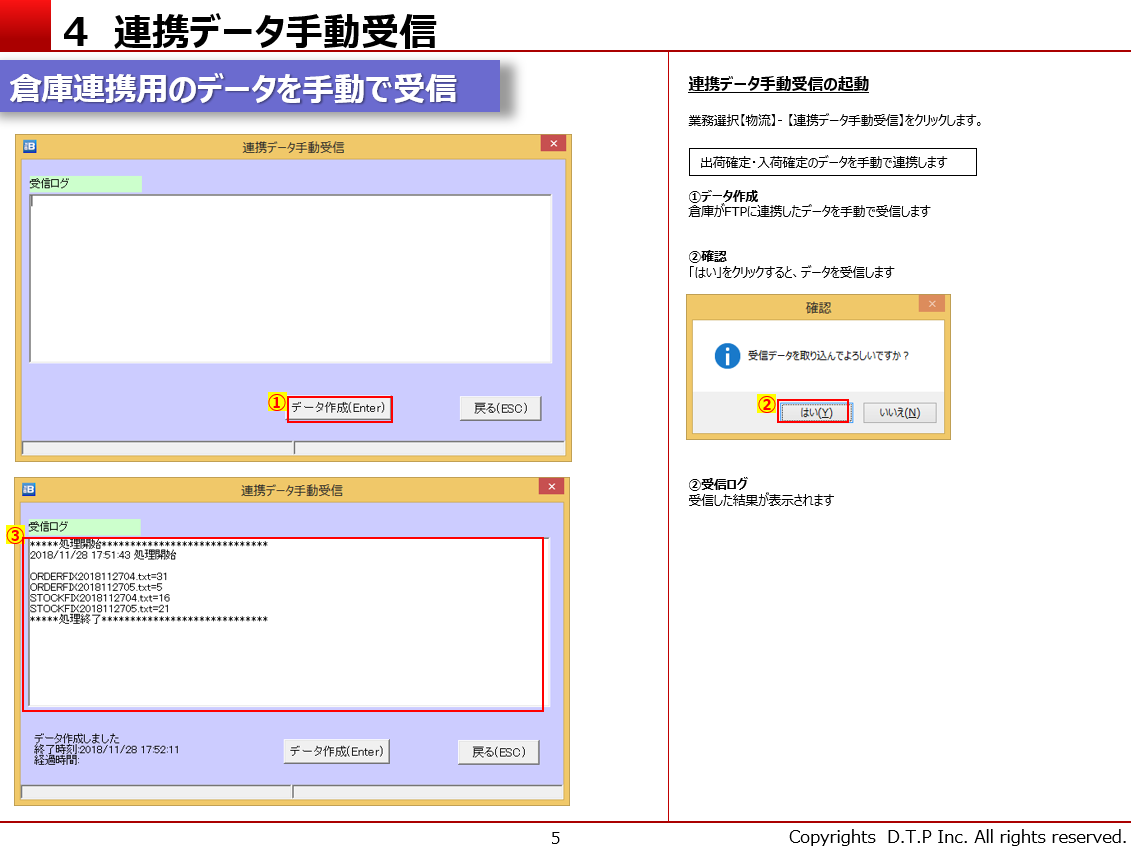 4 連携データ手動受信
倉庫連携用のデータを手動で受信
連携データ手動受信
受信ログ
①
データ作成(Enter)
戻る(ESC)
連携データ手動受信
受信ログ
③
*****処理開始*****************************
2018/11/28 17:51:43 処理開始
ORDERFIX2018112704.txt=31
ORDERFIX2018112705.txt=5
STOCKFIX2018112704.txt=16
STOCKFIX2018112705.txt=21
*****処理終了*****************************
データ作成しました
終了時刻:2018/11/28 17:52:11
経過時間:
データ作成(Enter)
戻る(ESC)
連携データ手動受信の起動
業務選択【物流】-【連携データ手動受信】をクリックします。
出荷確定・入荷確定のデータを手動で連携します
①データ作成
倉庫がFTPに連携したデータを手動で受信します
②確認
「はい」をクリックすると、データを受信します
確認
受信データを取り込んでよろしいですか？
②
はい(Y)
いいえ(N)
②受信ログ
受信した結果が表示されます
5
Copyrights D.T.P Inc. All rights reserved.